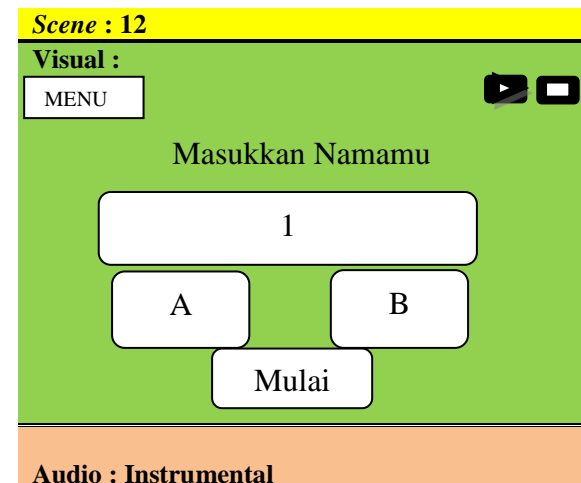 Scene : 12
Visual :
MENU
Masukkan Namamu
1
A B
Mulai
Audio : Instrumental